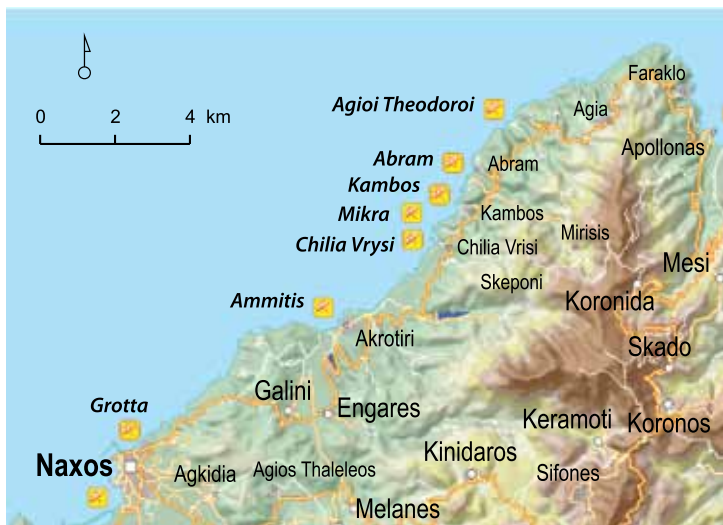 Faraklo
Agioi Theodoroi
Agia
0 2 4 km
Apollonas
Abram
Abram
Kambos
Mikra
Kambos
Mirisis
Chilia Vrysi
Chilia Vrisi
Mesi
Skeponi
Ammitis
Koronida
Akrotiri
Skado
Galini
Grotta
Engares
Keramoti
Koronos
Kinidaros
Naxos
Agkidia
Agios Thaleleos
Sifones
Melanes